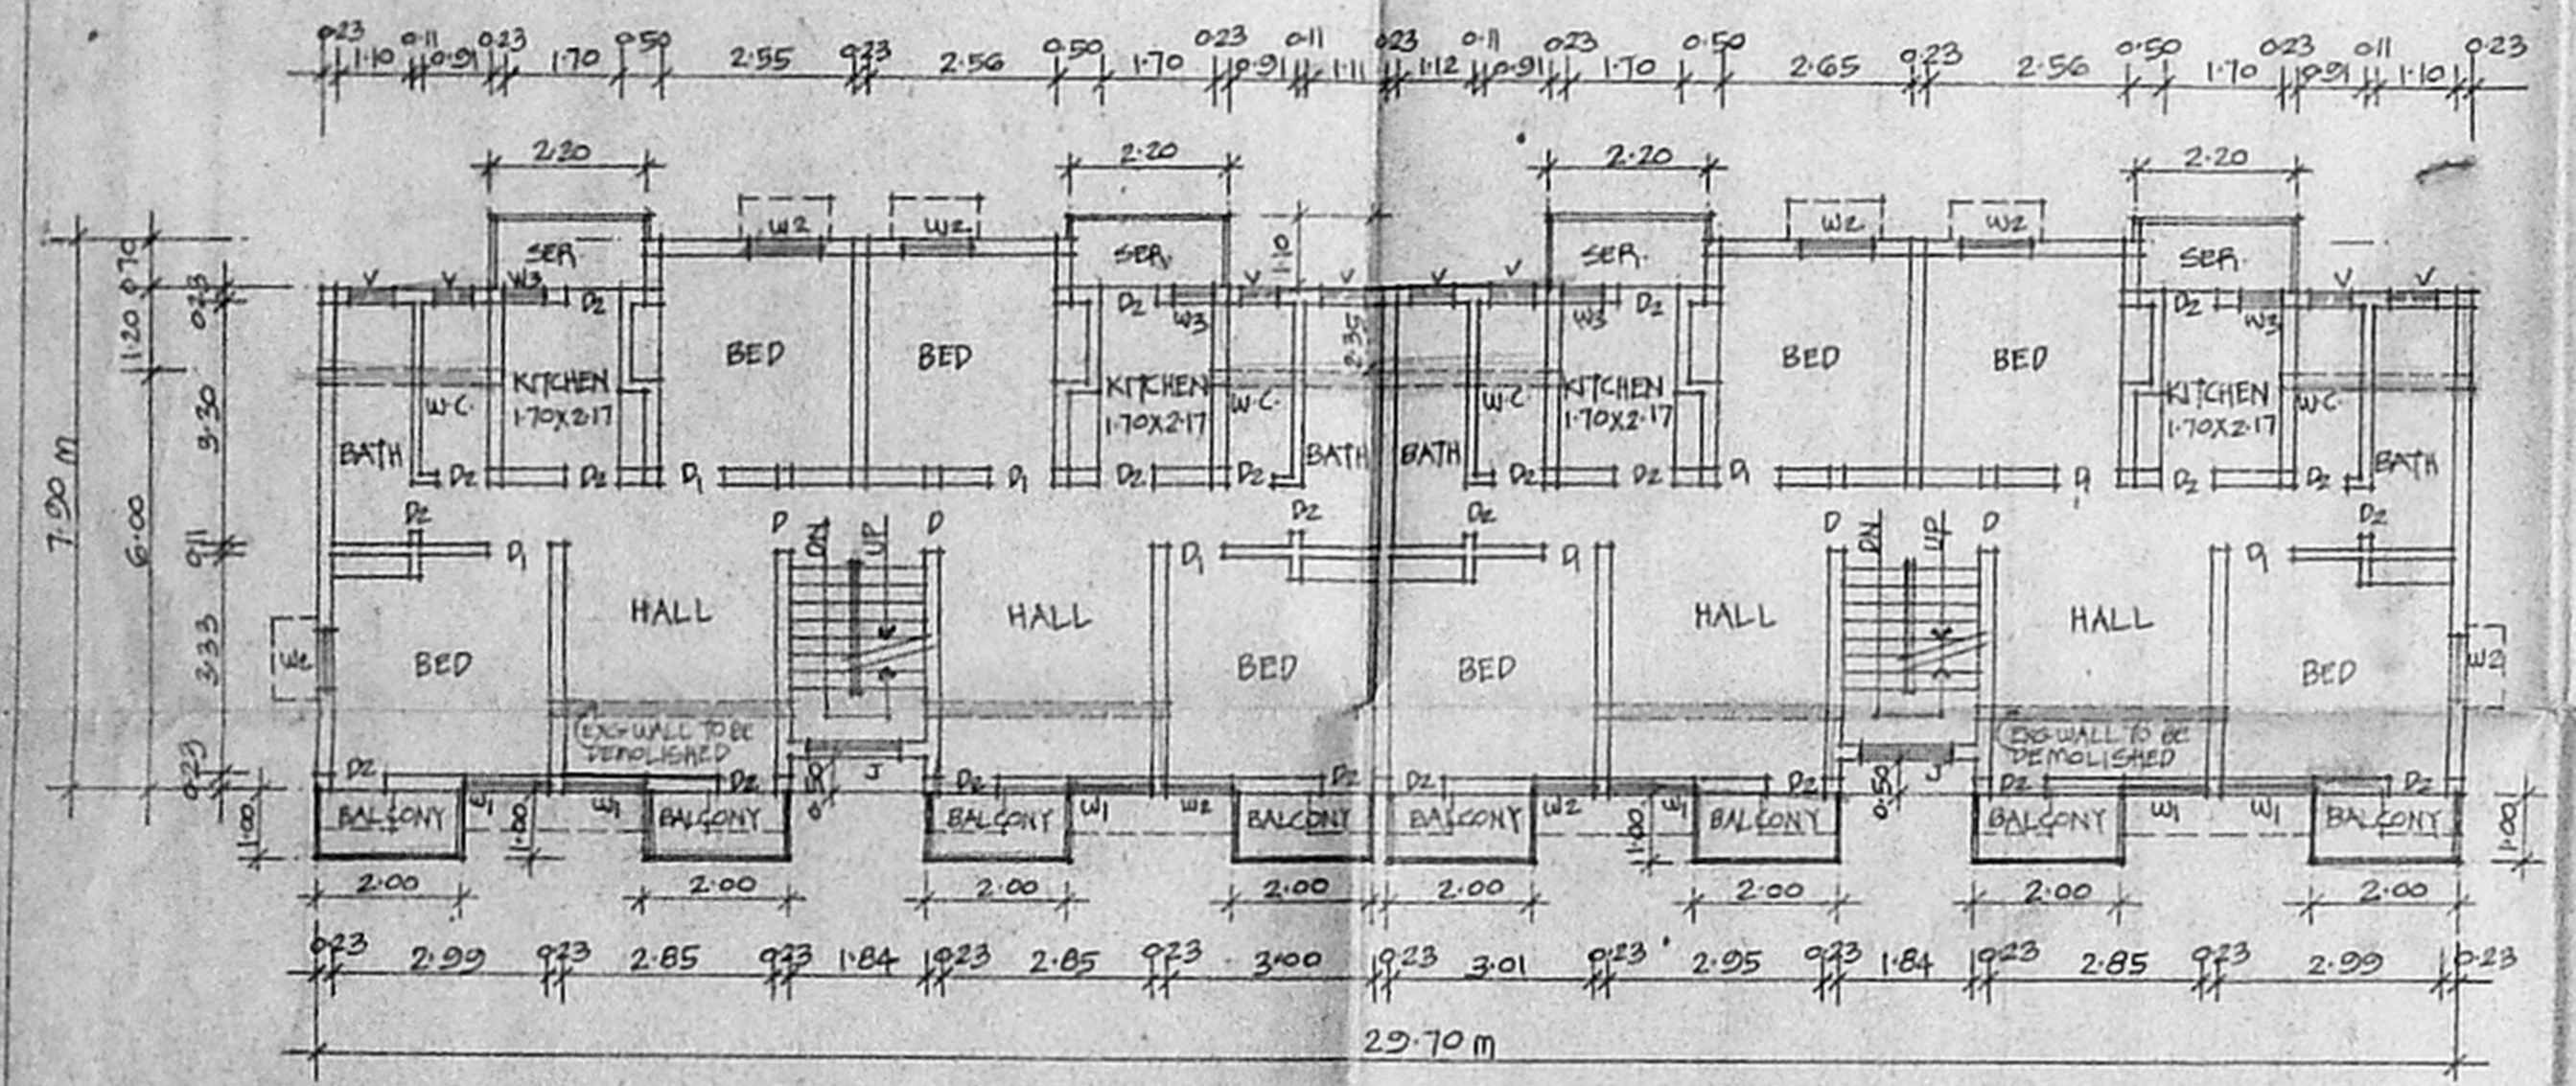 0.23 1.10 0.11 0.91 0.23 1.70 0.50 2.55 0.23 2.56 0.50 1.70 0.23 0.91 0.11 1.11 0.23 1.12 0.11 0.91 0.23 1.70 0.50 2.65 0.23 2.56 0.50 1.70 0.23 0.91 0.11 1.10 0.23
2.20 2.20 2.20 2.20
W2 W2 W2 W2
SER. SER. SER. SER.
0.70 1.10
V V W3 D2 D2 W3 V V V V W3 D2 D2 W3 V V
0.23
1.20 2.35
BED BED BED BED
KITCHEN KITCHEN KITCHEN KITCHEN
1.70X2.17 1.70X2.17 1.70X2.17 1.70X2.17
W.C. W.C. W.C. W.C.
3.30
BATH BATH BATH BATH
D2 D2 D1 D1 D2 D2 D2 D2 D1 D1 D2 D2
7.90 M
6.00
D2 D DN UP D D2 D2 D DN UP D D2
0.11
D1 D1 D1 D1
HALL HALL HALL HALL
3.33
W2 BED BED BED BED W2
EXG WALL TO BE EXG WALL TO BE
DEMOLISHED DEMOLISHED
0.23
D2 D2 J D2 D2 D2 D2 J D2 D2
0.50 0.50
W1 W1 W1 W2 W2 W1 W1 W1
BALCONY BALCONY BALCONY BALCONY BALCONY BALCONY BALCONY BALCONY
1.00 1.00 1.00 1.00
2.00 2.00 2.00 2.00 2.00 2.00 2.00 2.00
0.23 2.99 0.23 2.85 0.23 1.84 0.23 2.85 0.23 3.00 0.23 3.01 0.23 2.95 0.23 1.84 0.23 2.85 0.23 2.99 0.23
29.70 M